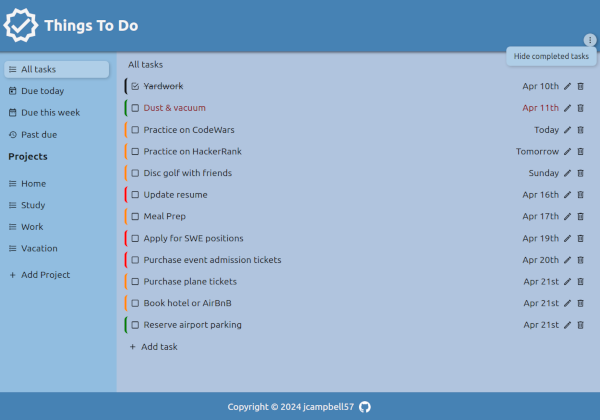 Things To Do
Hide completed tasks
All tasks
Due today
Due this week
Past due
Projects
Home
Study
Work
Vacation
+ Add Project
All tasks
Yardwork Apr 10th
Dust & vacuum Apr 11th
Practice on CodeWars Today
Practice on HackerRank Tomorrow
Disc golf with friends Sunday
Update resume Apr 16th
Meal Prep Apr 17th
Apply for SWE positions Apr 19th
Purchase event admission tickets Apr 20th
Purchase plane tickets Apr 21st
Book hotel or AirBnB Apr 21st
Reserve airport parking Apr 21st
+ Add task
Copyright © 2024 jcampbell57